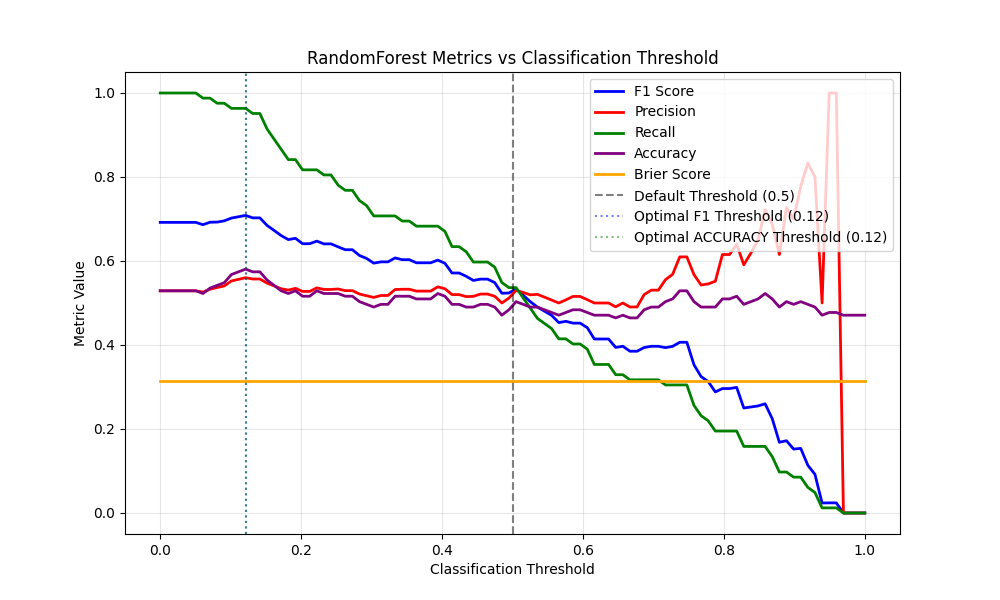 RandomForest Metrics vs Classification Threshold
Metric Value
1.0
0.8
0.6
0.4
0.2
0.0
F1 Score
Precision
Recall
Accuracy
Brier Score
Default Threshold (0.5)
Optimal F1 Threshold (0.12)
Optimal ACCURACY Threshold (0.12)
0.0 0.2 0.4 0.6 0.8 1.0
Classification Threshold